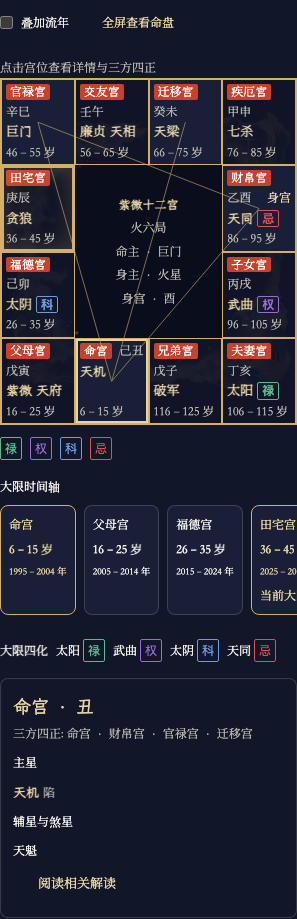 叠加流年 全屏查看命盘
点击宫位查看详情与三方四正
官禄宫
辛巳
巨门
46 – 55 岁
交友宫
壬午
廉贞 天相
56 – 65 岁
迁移宫
癸未
天梁
66 – 75 岁
疾厄宫
甲申
七杀
76 – 85 岁
田宅宫
庚辰
贪狼
36 – 45 岁
紫微十二宫
火六局
命主 · 巨门
身主 · 火星
身宫 · 酉
财帛宫
乙酉 身宫
天同 忌
86 – 95 岁
福德宫
己卯
太阴 科
26 – 35 岁
子女宫
丙戌
武曲 权
96 – 105 岁
父母宫
戊寅
紫微 天府
16 – 25 岁
命宫 己丑
天机
6 – 15 岁
兄弟宫
戊子
破军
116 – 125 岁
夫妻宫
丁亥
太阳 禄
106 – 115 岁
禄 权 科 忌
大限时间轴
命宫
6 – 15 岁
1995 – 2004 年
父母宫
16 – 25 岁
2005 – 2014 年
福德宫
26 – 35 岁
2015 – 2024 年
田宅宫
36 – 45
2025 – 20
当前大
大限四化 太阳 禄 武曲 权 太阴 科 天同 忌
命宫 · 丑
三方四正: 命宫 · 财帛宫 · 官禄宫 · 迁移宫
主星
天机 陷
辅星与煞星
天魁
阅读相关解读